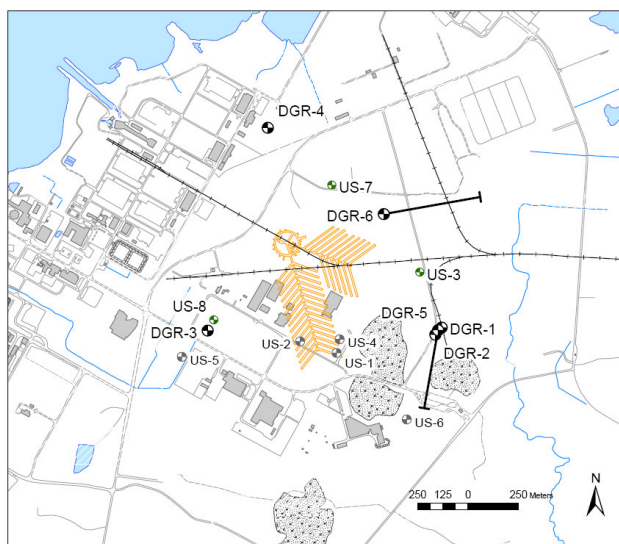 DGR-4
US-7
DGR-6
US-3
US-8
DGR-5
DGR-1
DGR-3
US-2
US-4
DGR-2
US-5
US-1
US-6
N
250 125 0 250 Meters